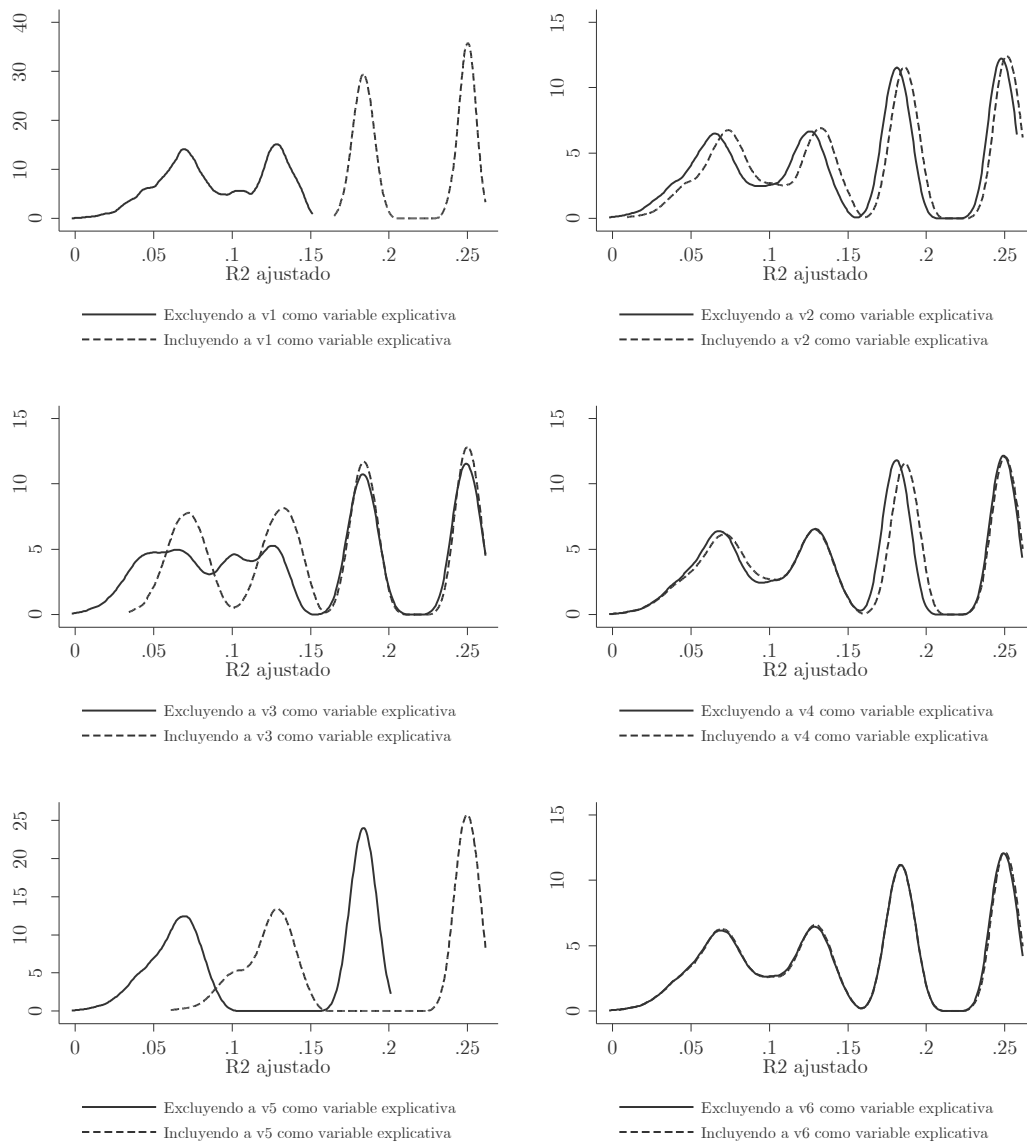 40
30
20
10
0
0 .05 .1 .15 .2 .25
R2 ajustado
Excluyendo a v1 como variable explicativa
Incluyendo a v1 como variable explicativa
15
10
5
0
0 .05 .1 .15 .2 .25
R2 ajustado
Excluyendo a v2 como variable explicativa
Incluyendo a v2 como variable explicativa
15
10
5
0
0 .05 .1 .15 .2 .25
R2 ajustado
Excluyendo a v3 como variable explicativa
Incluyendo a v3 como variable explicativa
15
10
5
0
0 .05 .1 .15 .2 .25
R2 ajustado
Excluyendo a v4 como variable explicativa
Incluyendo a v4 como variable explicativa
25
20
15
10
5
0
0 .05 .1 .15 .2 .25
R2 ajustado
Excluyendo a v5 como variable explicativa
Incluyendo a v5 como variable explicativa
15
10
5
0
0 .05 .1 .15 .2 .25
R2 ajustado
Excluyendo a v6 como variable explicativa
Incluyendo a v6 como variable explicativa